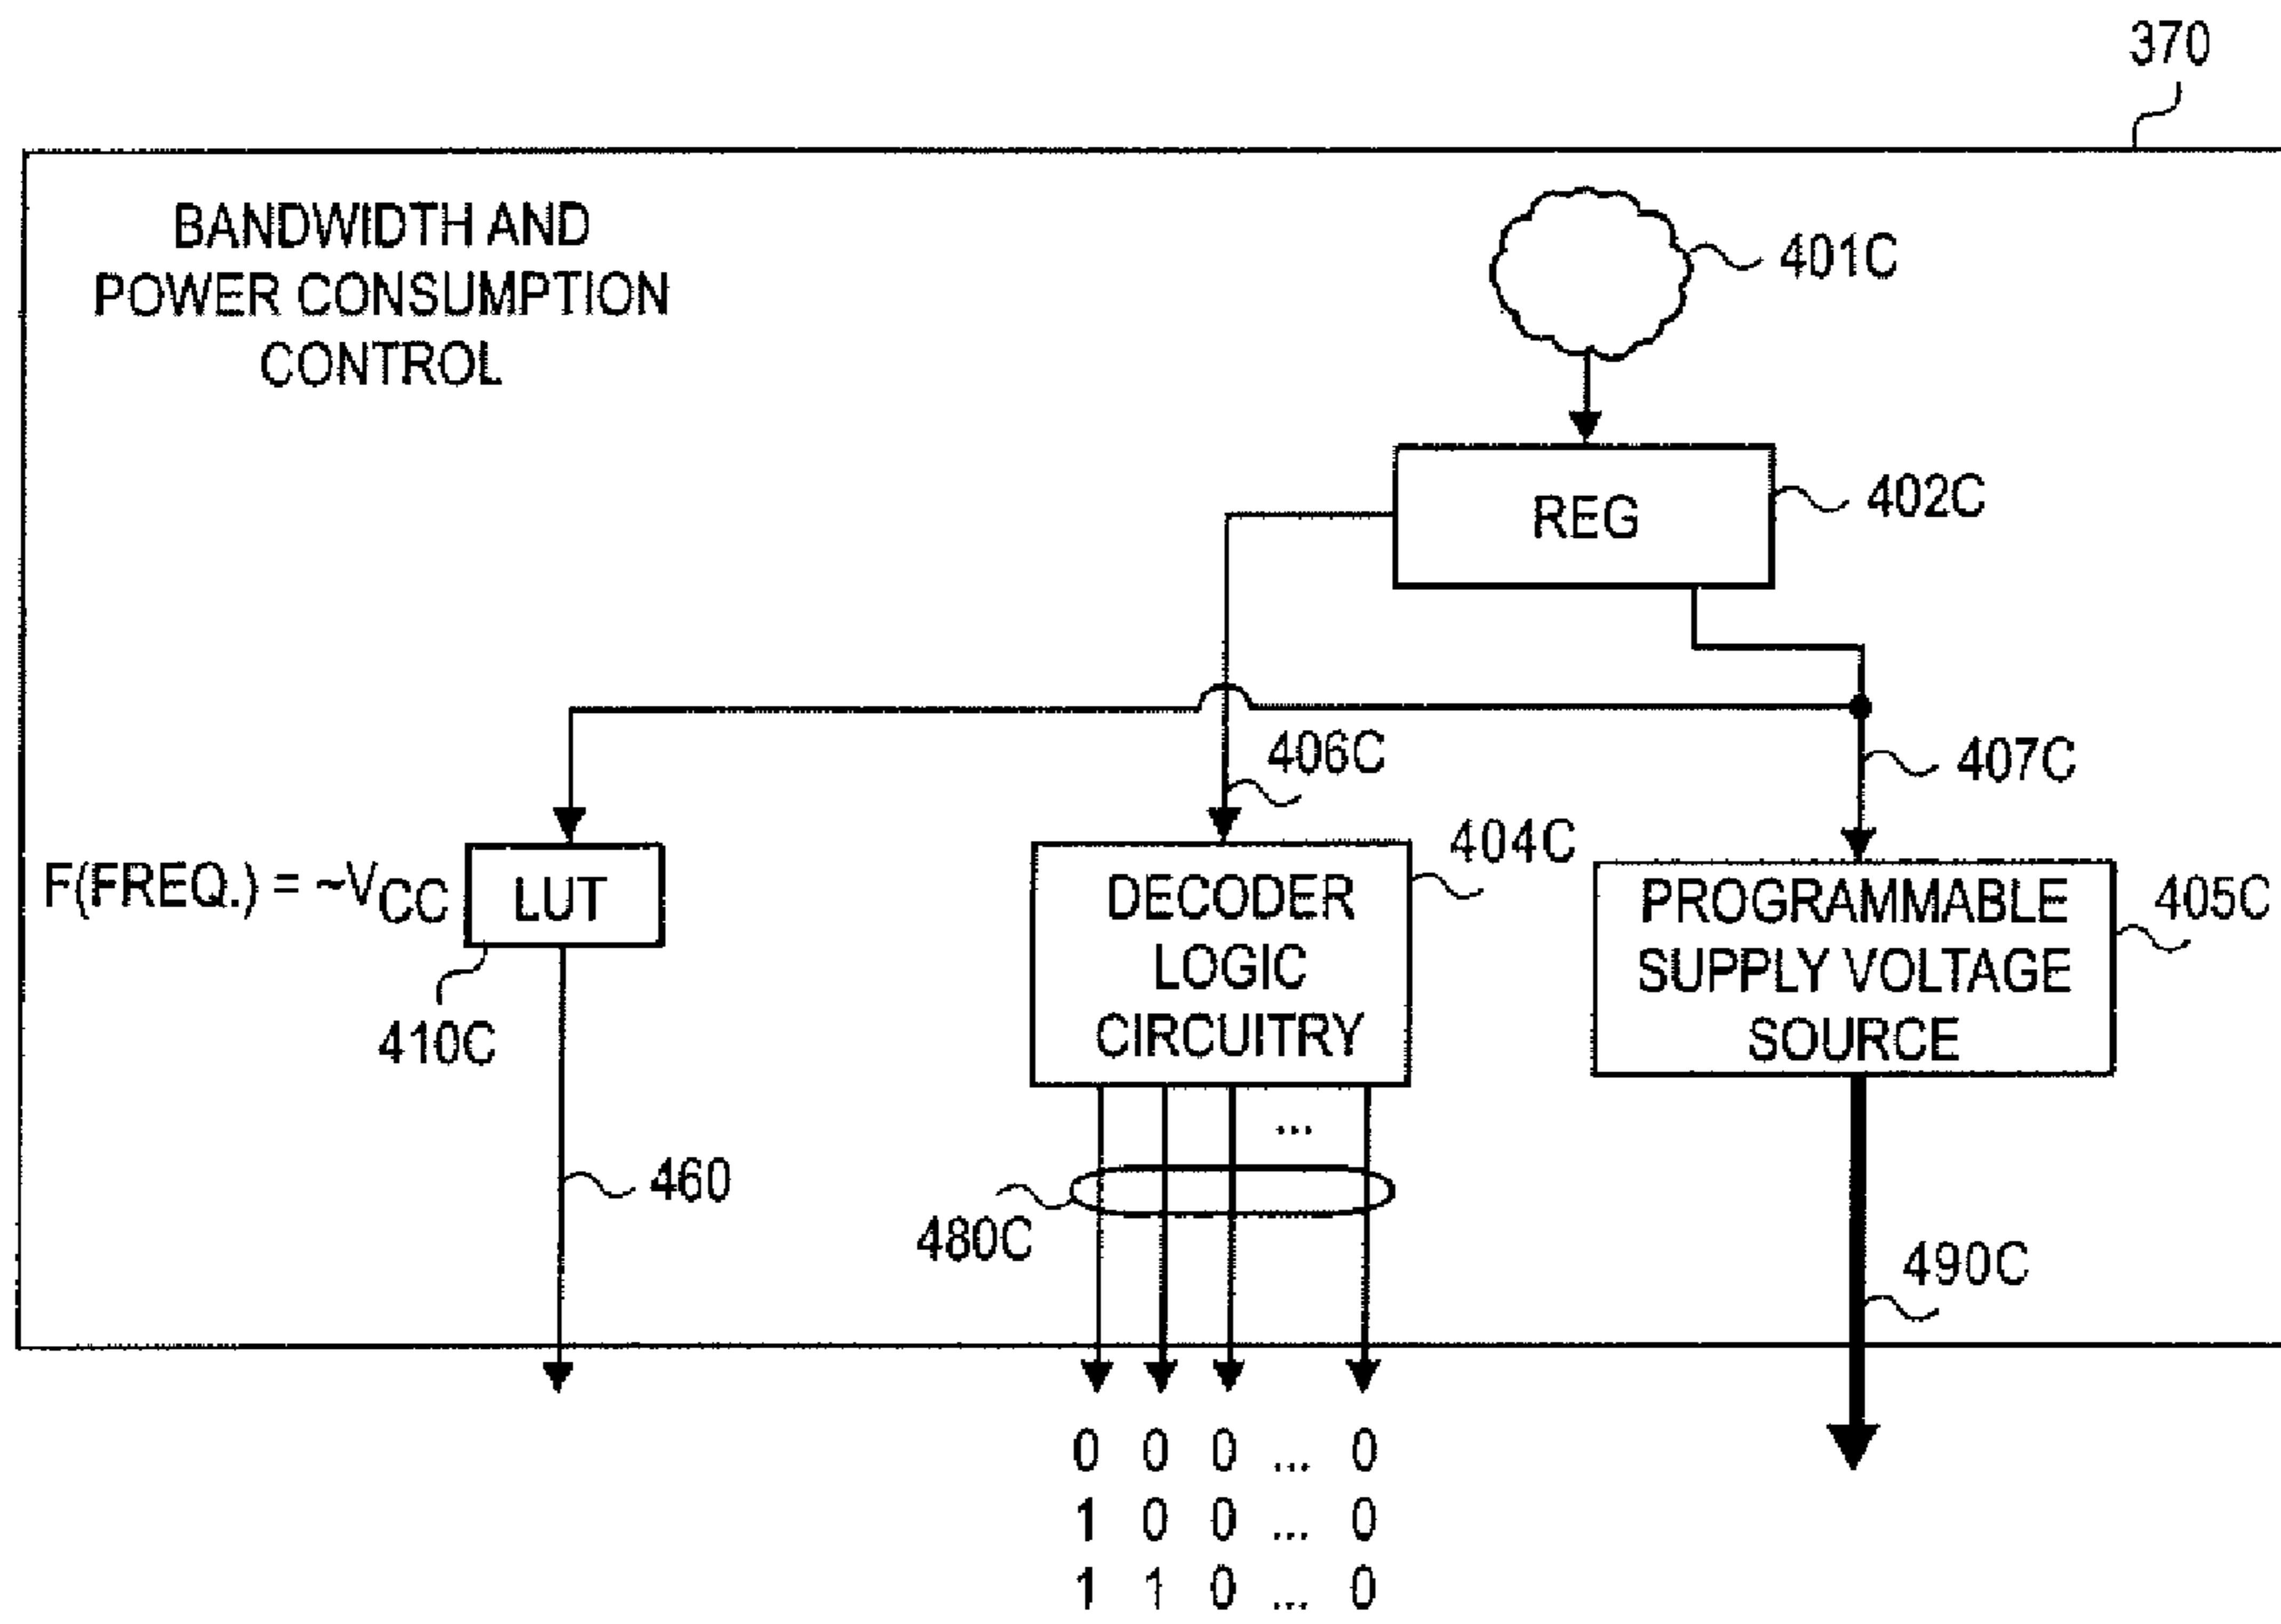 370
BANDWIDTH AND
POWER CONSUMPTION
CONTROL
401C
REG
402C
406C
407C
F(FREQ.) = ~VCC
LUT
410C
DECODER
LOGIC
CIRCUITRY
404C
PROGRAMMABLE
SUPPLY VOLTAGE
SOURCE
405C
...
460
480C
490C
0 0 0 ... 0
1 0 0 ... 0
1 1 0 ... 0